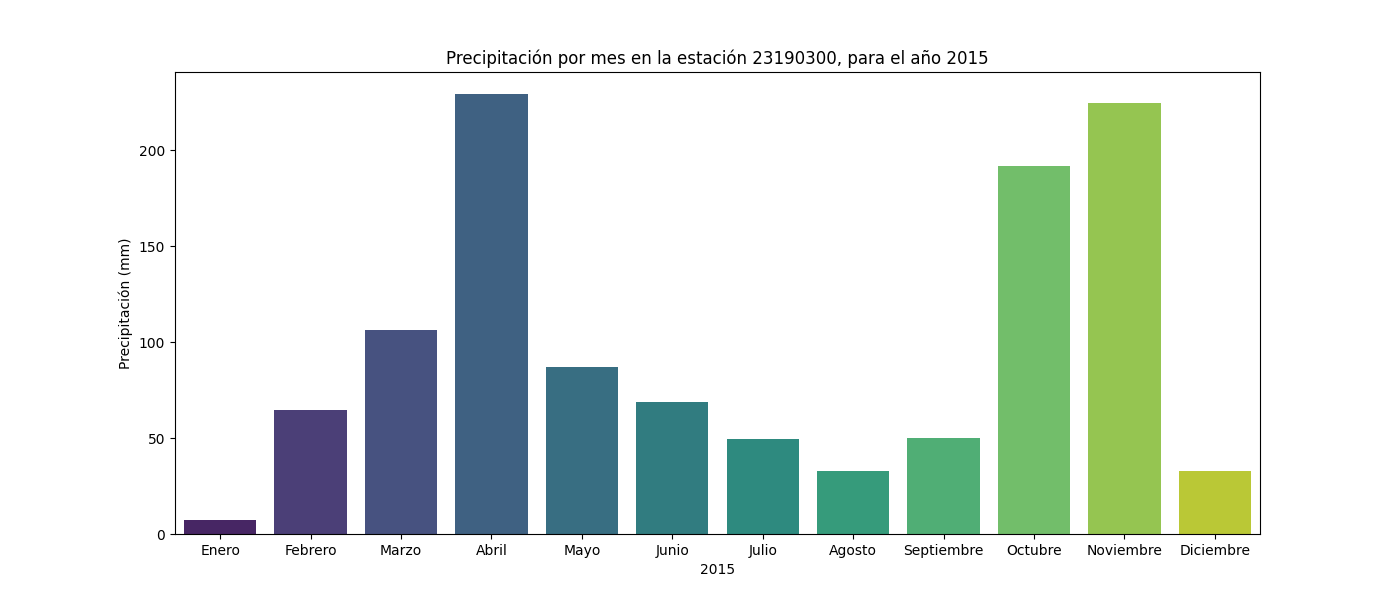 Precipitación por mes en la estación 23190300, para el año 2015
Precipitación (mm)
200
150
100
50
0
Enero Febrero Marzo Abril Mayo Junio Julio Agosto Septiembre Octubre Noviembre Diciembre
2015